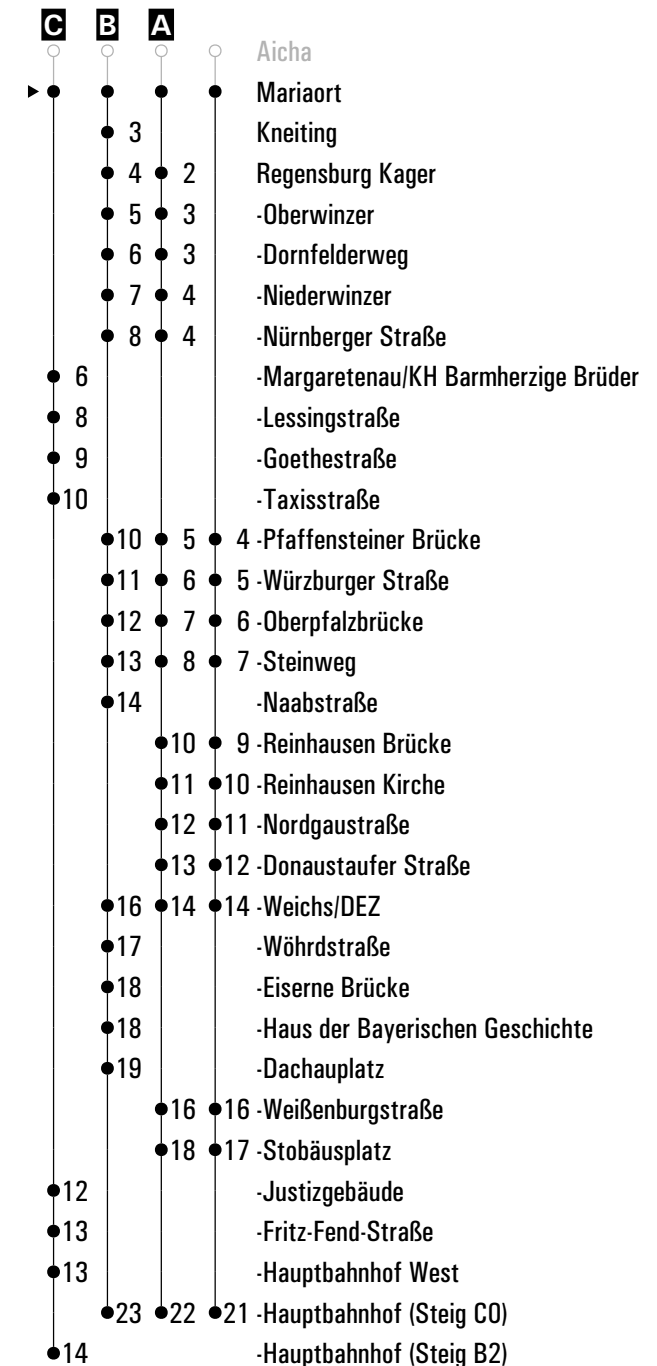 C B A
Aicha
Mariaort
3 Kneiting
4 2 Regensburg Kager
5 3 -Oberwinzer
6 3 -Dornfelderweg
7 4 -Niederwinzer
8 4 -Nürnberger Straße
6 -Margaretenau/KH Barmherzige Brüder
8 -Lessingstraße
9 -Goethestraße
10 -Taxisstraße
10 5 4 -Pfaffensteiner Brücke
11 6 5 -Würzburger Straße
12 7 6 -Oberpfalzbrücke
13 8 7 -Steinweg
14 -Naabstraße
10 9 -Reinhausen Brücke
11 10 -Reinhausen Kirche
12 11 -Nordgaustraße
13 12 -Donaustaufer Straße
16 14 14 -Weichs/DEZ
17 -Wöhrdstraße
18 -Eiserne Brücke
18 -Haus der Bayerischen Geschichte
19 -Dachauplatz
16 16 -Weißenburgstraße
18 17 -Stobäusplatz
12 -Justizgebäude
13 -Fritz-Fend-Straße
13 -Hauptbahnhof West
23 22 21 -Hauptbahnhof (Steig C0)
14 -Hauptbahnhof (Steig B2)